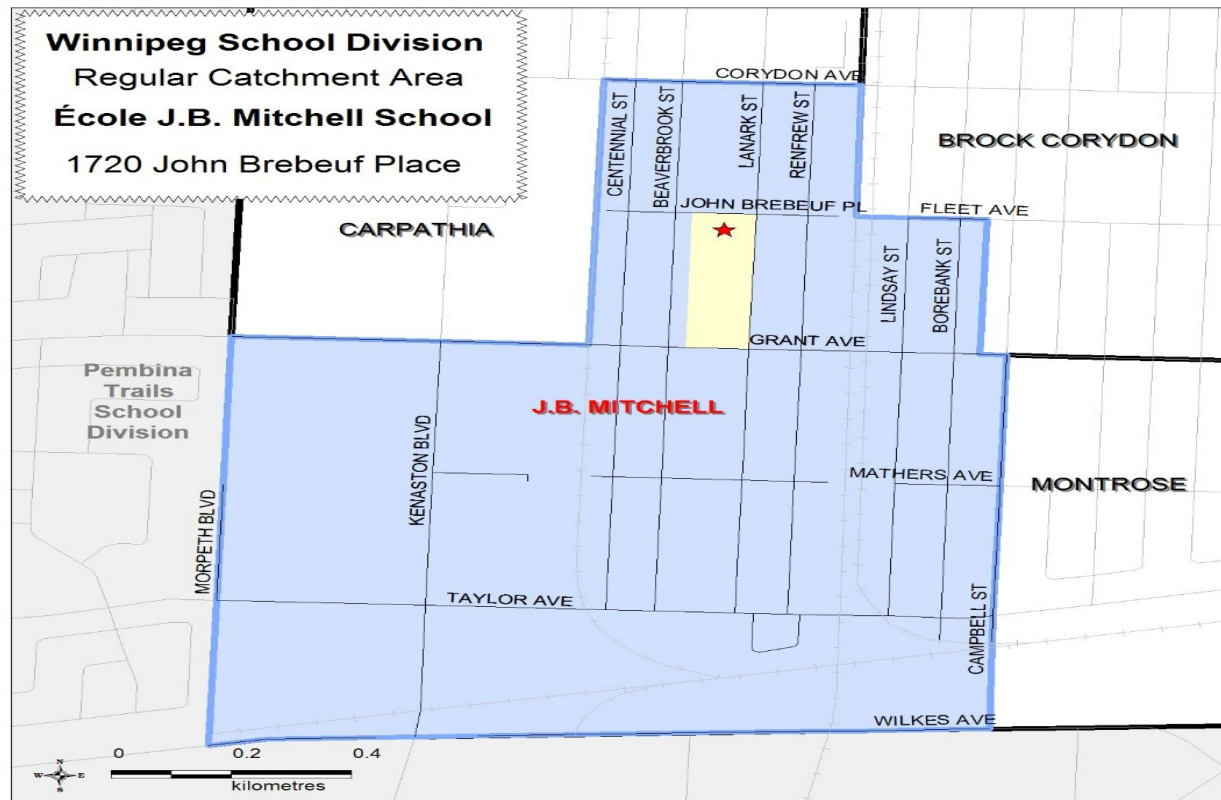 Winnipeg School Division
Regular Catchment Area
École J.B. Mitchell School
1720 John Brebeuf Place
CORYDON AVE
CENTENNIAL ST
BEAVERBROOK ST
LANARK ST
RENFREW ST
BROCK CORYDON
JOHN BREBEUF PL
FLEET AVE
CARPATHIA
LINDSAY ST
BOREBANK ST
GRANT AVE
Pembina
Trails
School
Division
J.B. MITCHELL
KENASTON BLVD
MATHERS AVE
MONTROSE
MORPETH BLVD
TAYLOR AVE
CAMPBELL ST
WILKES AVE
0 0.2 0.4
kilometres
N
W E
S